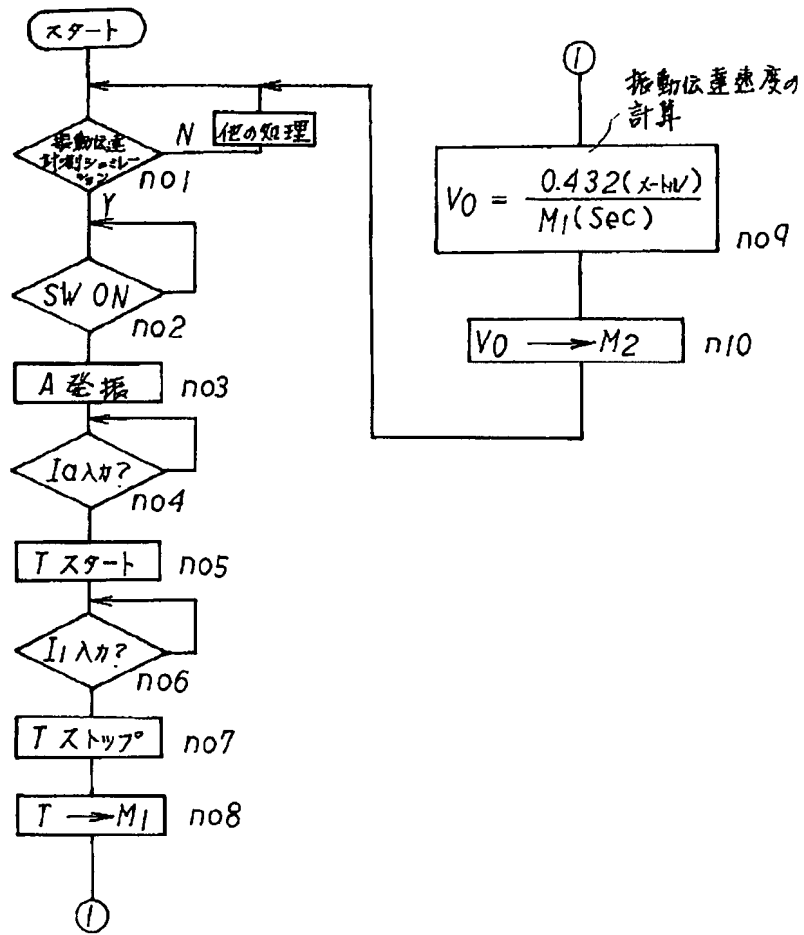 スタート
振動伝達
計測シュミレー
ション
N
他の処理
no1
Y
SW ON
no2
A 発振
no3
Ia入力?
no4
T スタート
no5
I1入力?
no6
T ストップ
no7
T → M1
no8
1
1
振動伝達速度の
計算
V0 = 0.432(メートル)
M1(Sec)
no9
V0 → M2
n10